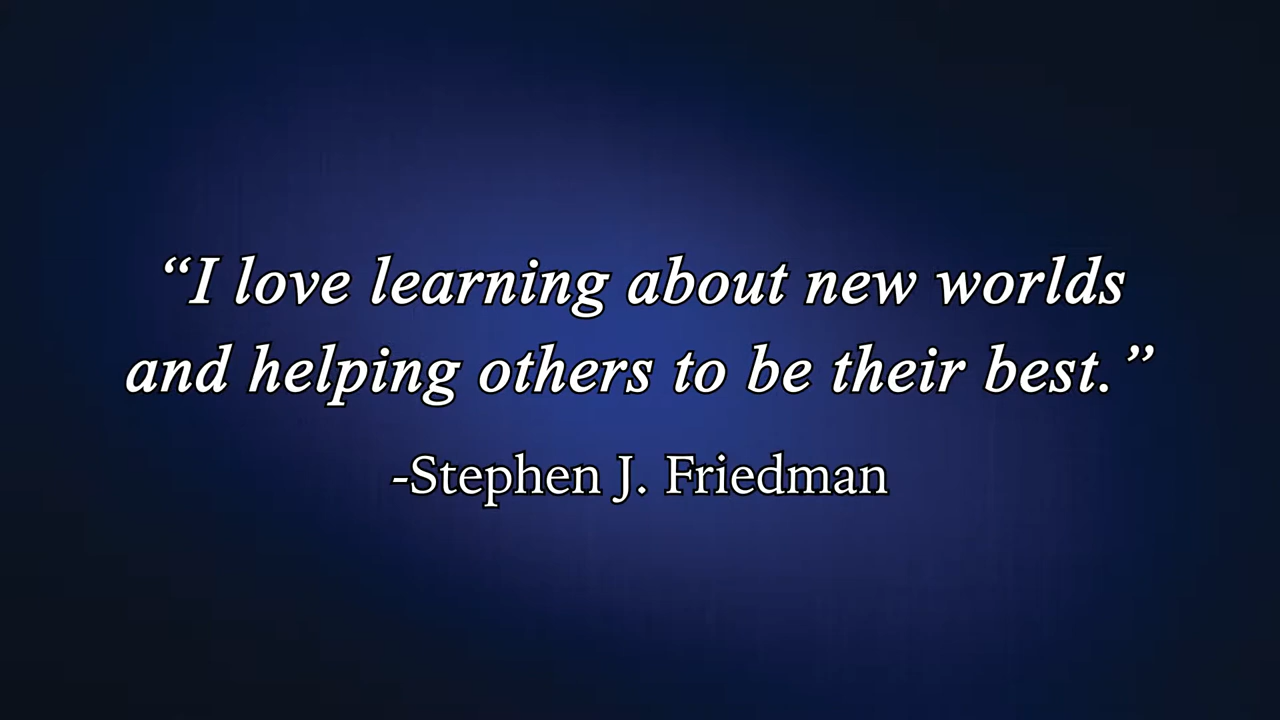 “I love learning about new worlds
and helping others to be their best.”
-Stephen J. Friedman